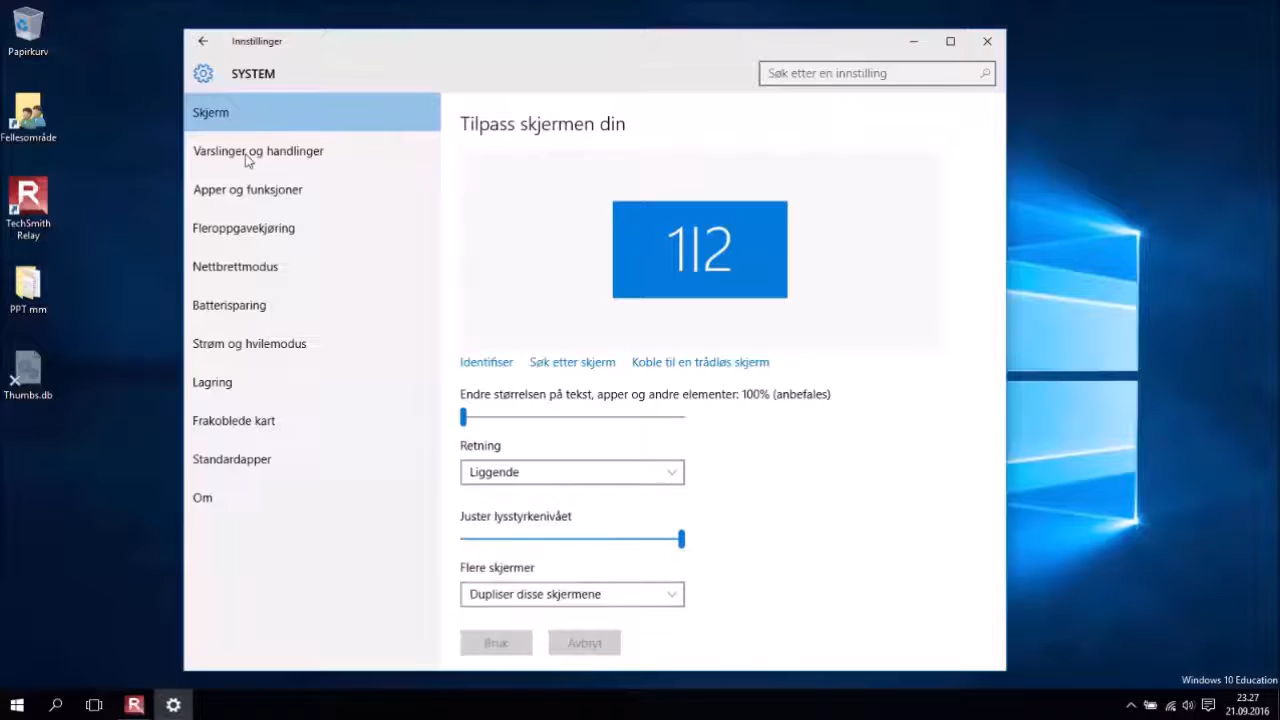 Papirkurv
Fellesområde
R
TechSmith
Relay
PPT mm
Thumbs.db
Innstillinger
SYSTEM
Søk etter en innstilling
Skjerm
Varslinger og handlinger
Apper og funksjoner
Fleroppgavekjøring
Nettbrettmodus
Batterisparing
Strøm og hvilemodus
Lagring
Frakoblede kart
Standardapper
Om
Tilpass skjermen din
1|2
Identifiser Søk etter skjerm Koble til en trådløs skjerm
Endre størrelsen på tekst, apper og andre elementer: 100% (anbefales)
Retning
Liggende
Juster lysstyrkenivået
Flere skjermer
Dupliser disse skjermene
Bruk Avbryt
Windows 10 Education
R
23.27
21.09.2016